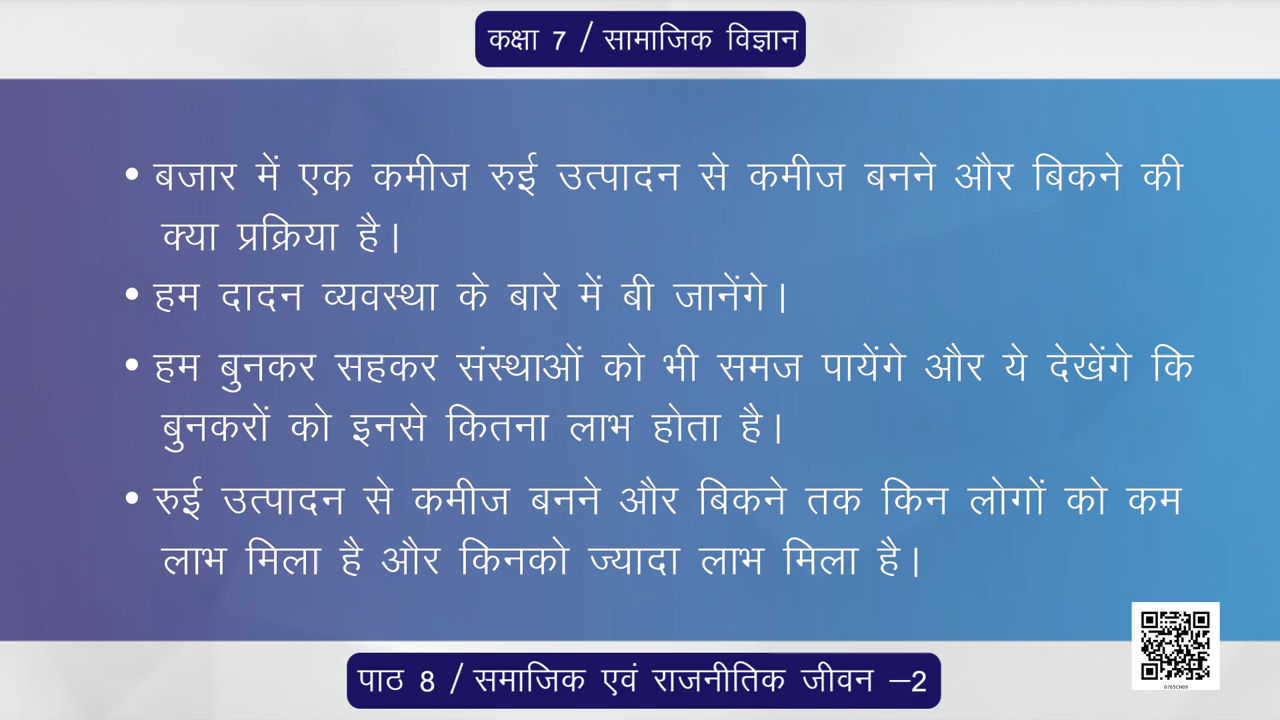 कक्षा 7 / सामाजिक विज्ञान
• बजार में एक कमीज रुई उत्पादन से कमीज बनने और बिकने की
क्या प्रक्रिया है।
• हम दादन व्यवस्था के बारे में बी जानेंगे।
• हम बुनकर सहकर संस्थाओं को भी समज पायेंगे और ये देखेंगे कि
बुनकरों को इनसे कितना लाभ होता है।
• रुई उत्पादन से कमीज बनने और बिकने तक किन लोगों को कम
लाभ मिला है और किनको ज्यादा लाभ मिला है।
0765CH09
पाठ 8 / समाजिक एवं राजनीतिक जीवन –2